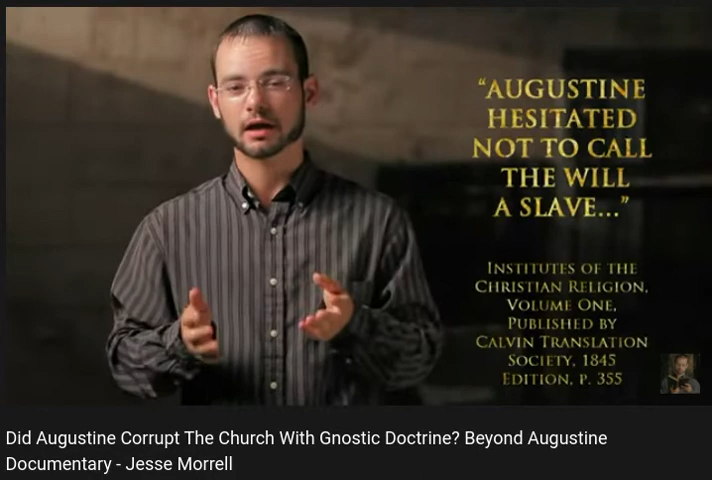 “AUGUSTINE
HESITATED
NOT TO CALL
THE WILL
A SLAVE...”
INSTITUTES OF THE
CHRISTIAN RELIGION,
VOLUME ONE,
PUBLISHED BY
CALVIN TRANSLATION
SOCIETY, 1845
EDITION, P. 355
Did Augustine Corrupt The Church With Gnostic Doctrine? Beyond Augustine
Documentary - Jesse Morrell